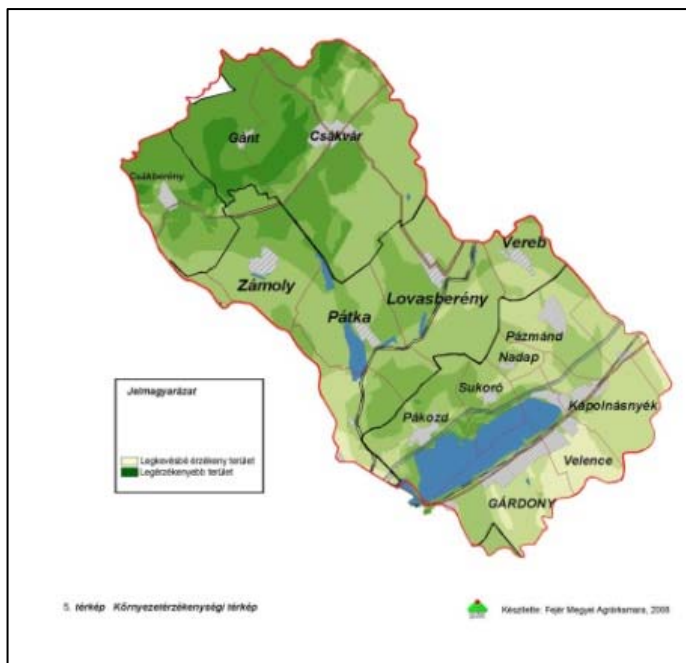 Gánt
Csákvár
Csákberény
Vereb
Zámoly
Lovasberény
Pátka
Pázmánd
Nadap
Sukoró
Kápolnásnyék
Pákozd
Velence
GÁRDONY
Jelmagyarázat
Legkevésbé érzékeny terület
Legérzékenyebb terület
5. térkép Környezetérzékenységi térkép
Készítette: Fejér Megyei Agrárkamara, 2008